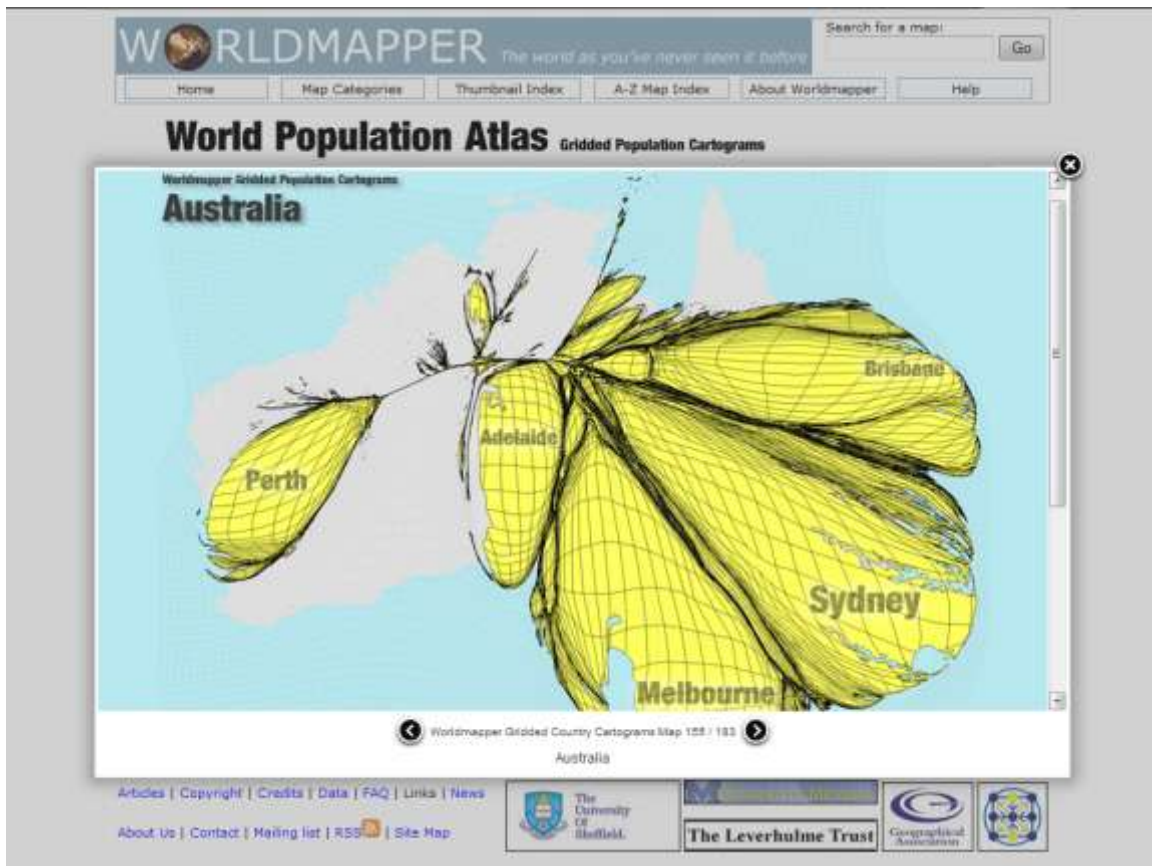 WORLDMAPPER The world as you've never seen it before
Search for a map:
Go
Home Map Categories Thumbnail Index A-Z Map Index About Worldmapper Help
World Population Atlas Gridded Population Cartograms
Worldmapper Gridded Population Cartograms
Australia
Brisbane
Adelaide
Perth
Sydney
Melbourne
Worldmapper Gridded Country Cartograms Map 155 / 183
Australia
Articles | Copyright | Credits | Data | FAQ | Links | News
About Us | Contact | Mailing list | RSS | Site Map
The
University
Of
Sheffield.
The Leverhulme Trust
Geographical
Association